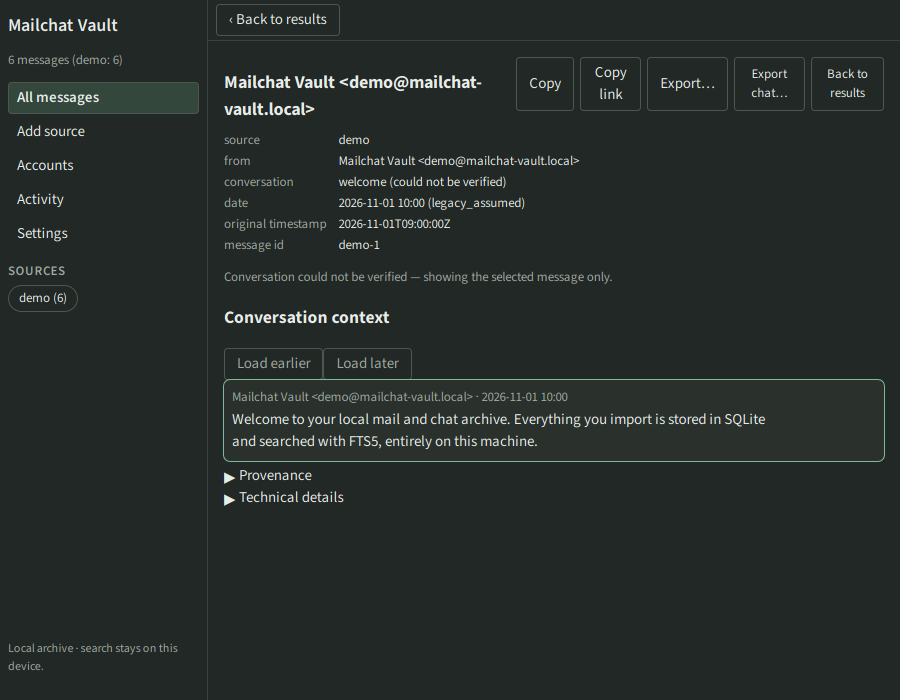 Mailchat Vault
6 messages (demo: 6)
All messages
Add source
Accounts
Activity
Settings
SOURCES
demo (6)
Local archive · search stays on this
device.
‹ Back to results
Mailchat Vault <demo@mailchat-
vault.local>
Copy
Copy
link
Export…
Export
chat…
Back to
results
source demo
from Mailchat Vault <demo@mailchat-vault.local>
conversation welcome (could not be verified)
date 2026-11-01 10:00 (legacy_assumed)
original timestamp 2026-11-01T09:00:00Z
message id demo-1
Conversation could not be verified — showing the selected message only.
Conversation context
Load earlier Load later
Mailchat Vault <demo@mailchat-vault.local> · 2026-11-01 10:00
Welcome to your local mail and chat archive. Everything you import is stored in SQLite
and searched with FTS5, entirely on this machine.
▶ Provenance
▶ Technical details